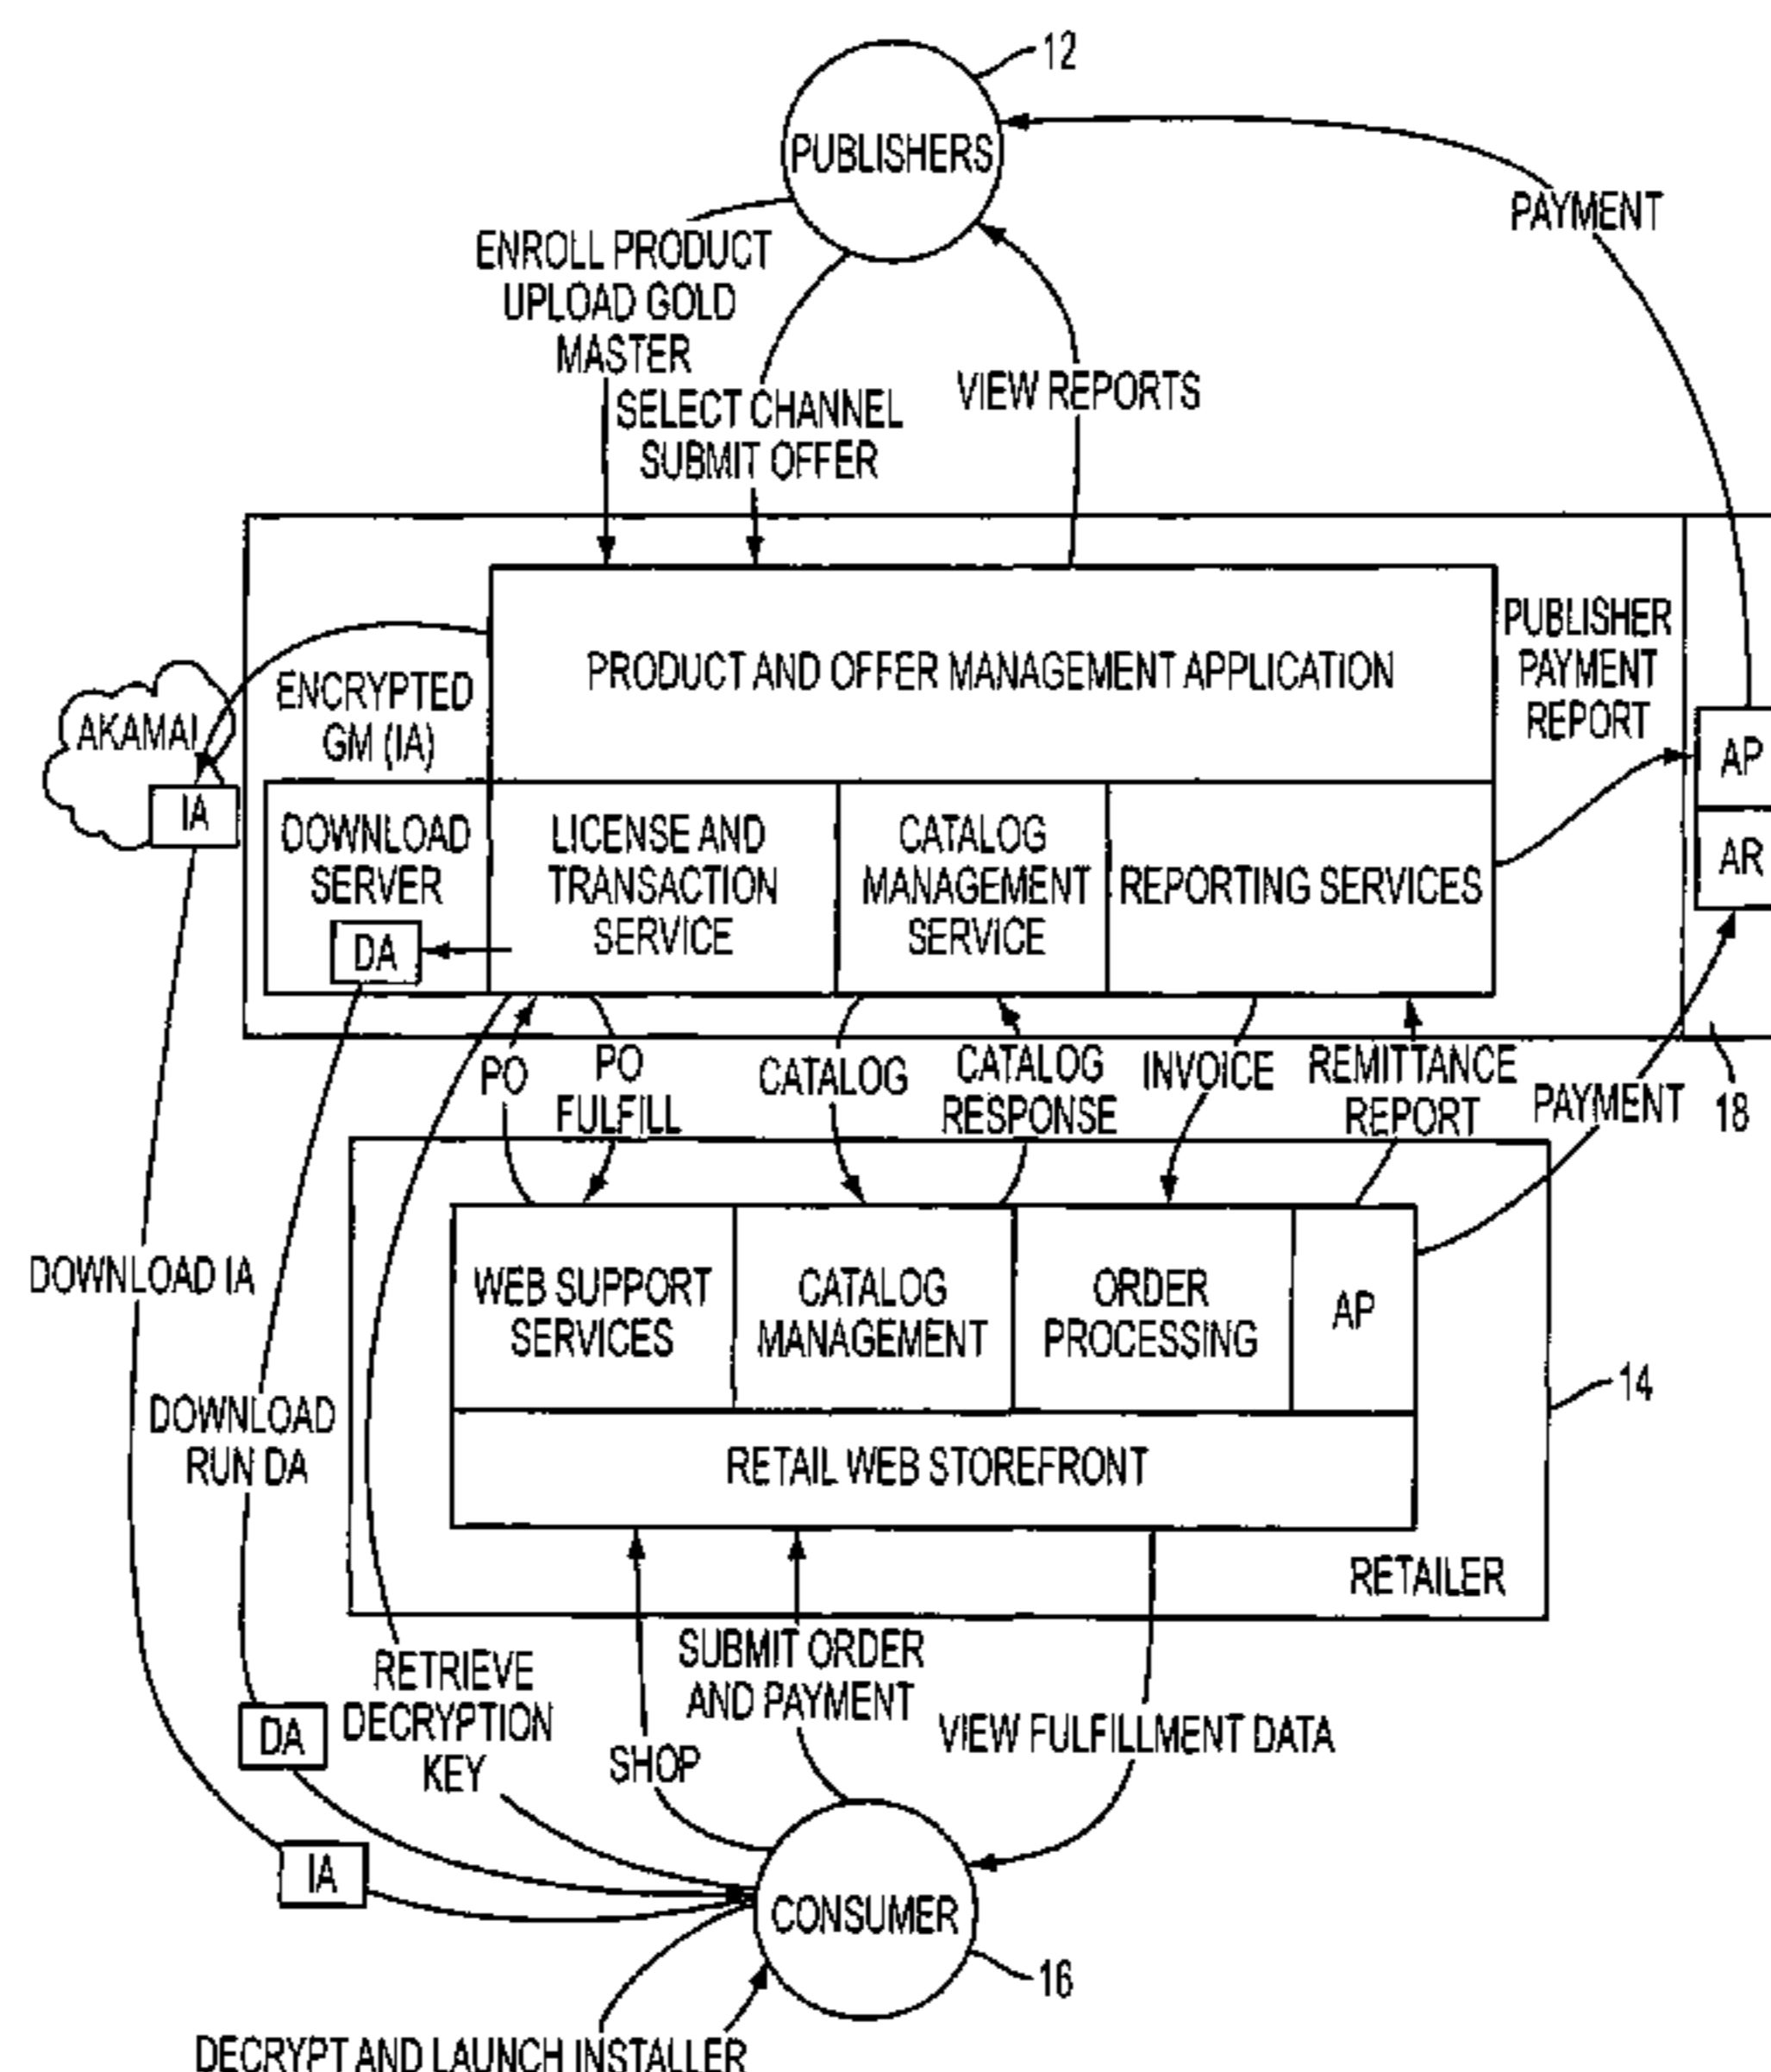 12
PUBLISHERS
PAYMENT
ENROLL PRODUCT
UPLOAD GOLD
MASTER
SELECT CHANNEL
SUBMIT OFFER
VIEW REPORTS
PUBLISHER
PAYMENT
REPORT
PRODUCT AND OFFER MANAGEMENT APPLICATION
ENCRYPTED
GM (IA)
AKAMAI
IA
AP
AR
DOWNLOAD
SERVER
DA
LICENSE AND
TRANSACTION
SERVICE
CATALOG
MANAGEMENT
SERVICE
REPORTING SERVICES
PO
PO
FULFILL
CATALOG
CATALOG
RESPONSE
INVOICE
REMITTANCE
REPORT
PAYMENT
18
DOWNLOAD IA
WEB SUPPORT
SERVICES
CATALOG
MANAGEMENT
ORDER
PROCESSING
AP
14
DOWNLOAD
RUN DA
RETAIL WEB STOREFRONT
RETAILER
RETRIEVE
DECRYPTION
KEY
SUBMIT ORDER
AND PAYMENT
SHOP
VIEW FULFILLMENT DATA
DA
IA
CONSUMER
16
DECRYPT AND LAUNCH INSTALLER